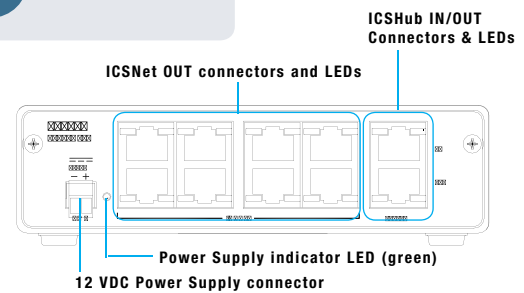 ICSHub IN/OUT
Connectors & LEDs
ICSNet OUT connectors and LEDs
- +
Power Supply indicator LED (green)
12 VDC Power Supply connector